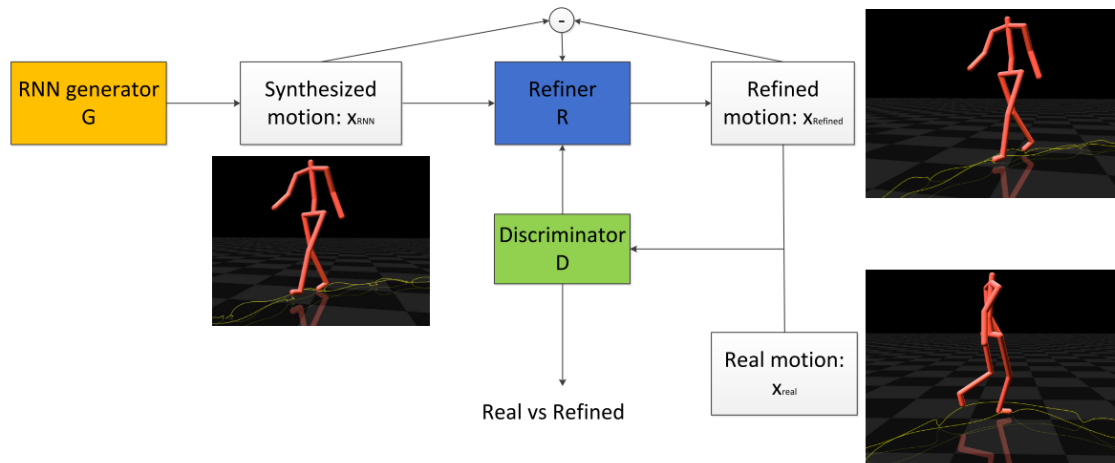 -
RNN generator
G
Synthesized
motion: xRNN
Refiner
R
Refined
motion: xRefined
Discriminator
D
Real motion:
xreal
Real vs Refined